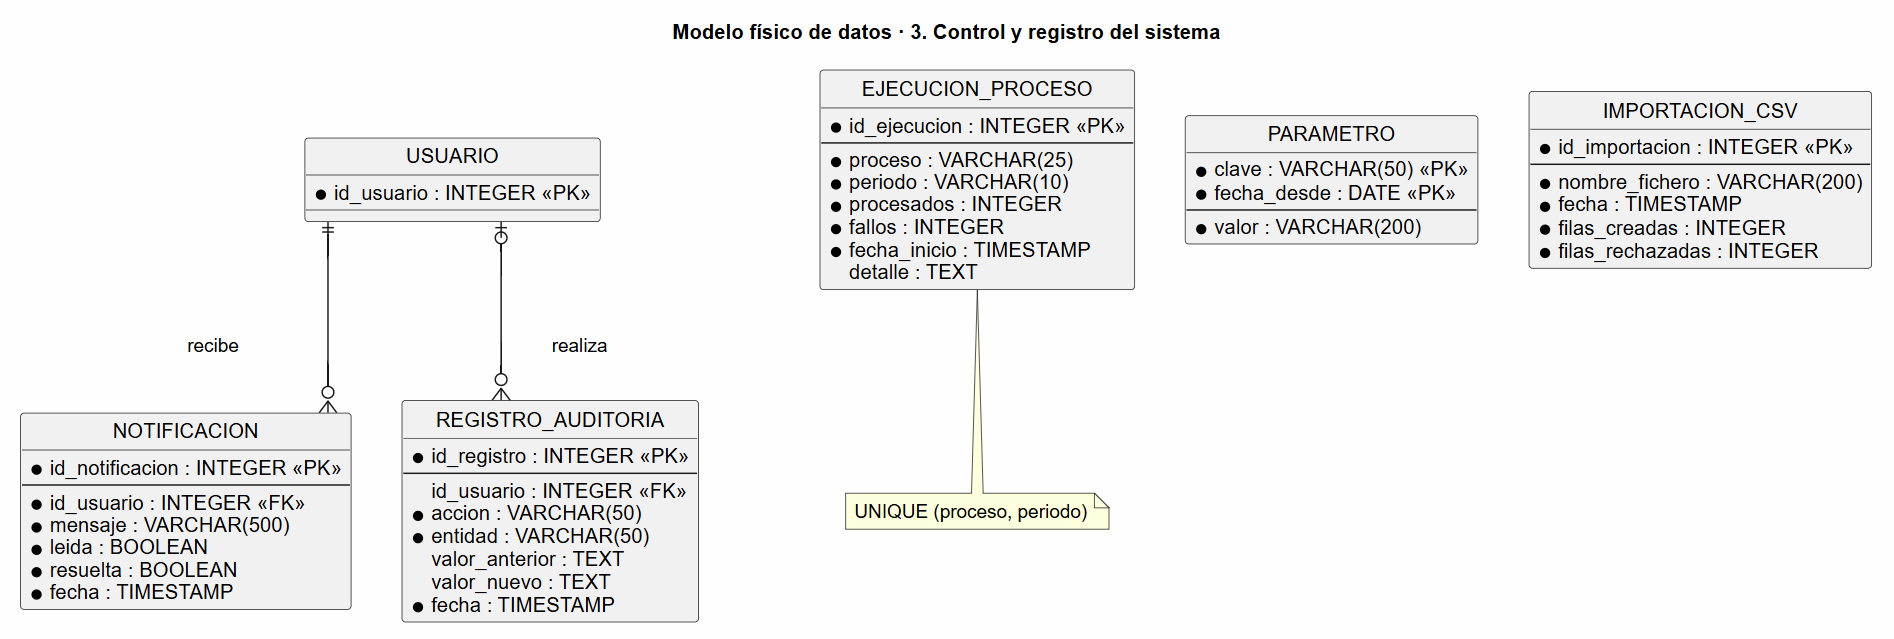 Modelo físico de datos · 3. Control y registro del sistema
USUARIO
id_usuario : INTEGER «PK»
recibe
realiza
NOTIFICACION
id_notificacion : INTEGER «PK»
id_usuario : INTEGER «FK»
mensaje : VARCHAR(500)
leida : BOOLEAN
resuelta : BOOLEAN
fecha : TIMESTAMP
REGISTRO_AUDITORIA
id_registro : INTEGER «PK»
id_usuario : INTEGER «FK»
accion : VARCHAR(50)
entidad : VARCHAR(50)
valor_anterior : TEXT
valor_nuevo : TEXT
fecha : TIMESTAMP
EJECUCION_PROCESO
id_ejecucion : INTEGER «PK»
proceso : VARCHAR(25)
periodo : VARCHAR(10)
procesados : INTEGER
fallos : INTEGER
fecha_inicio : TIMESTAMP
detalle : TEXT
UNIQUE (proceso, periodo)
PARAMETRO
clave : VARCHAR(50) «PK»
fecha_desde : DATE «PK»
valor : VARCHAR(200)
IMPORTACION_CSV
id_importacion : INTEGER «PK»
nombre_fichero : VARCHAR(200)
fecha : TIMESTAMP
filas_creadas : INTEGER
filas_rechazadas : INTEGER